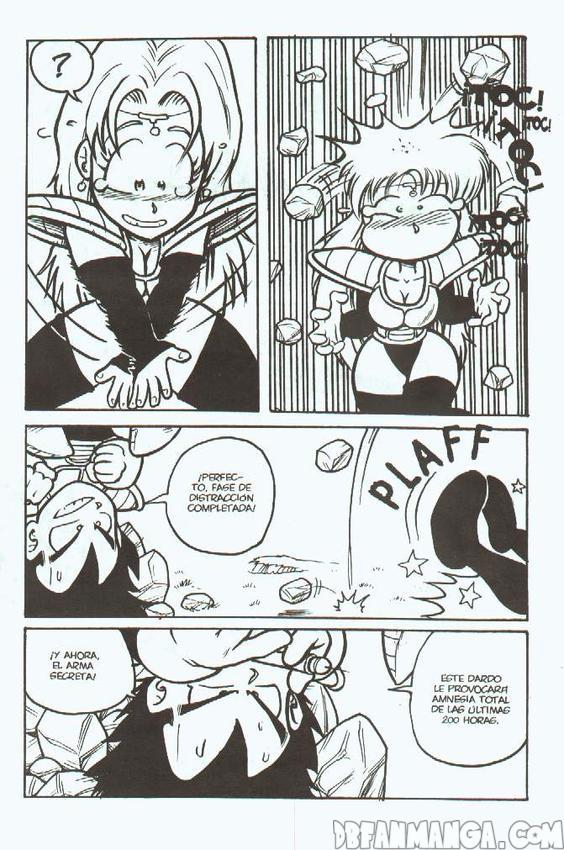 ?
¡TOC!
¡TOC!
¡TOC!
¡TOC!
¡TOC!
PLAFF
¡PERFEC-
TO, FASE DE
DISTRACCIÓN
COMPLETADA!
¡Y AHORA,
EL ARMA
SECRETA!
ESTE DARDO
LE PROVOCARÁ
AMNESIA TOTAL
DE LAS ÚLTIMAS
200 HORAS.
DBFANMANGA.COM